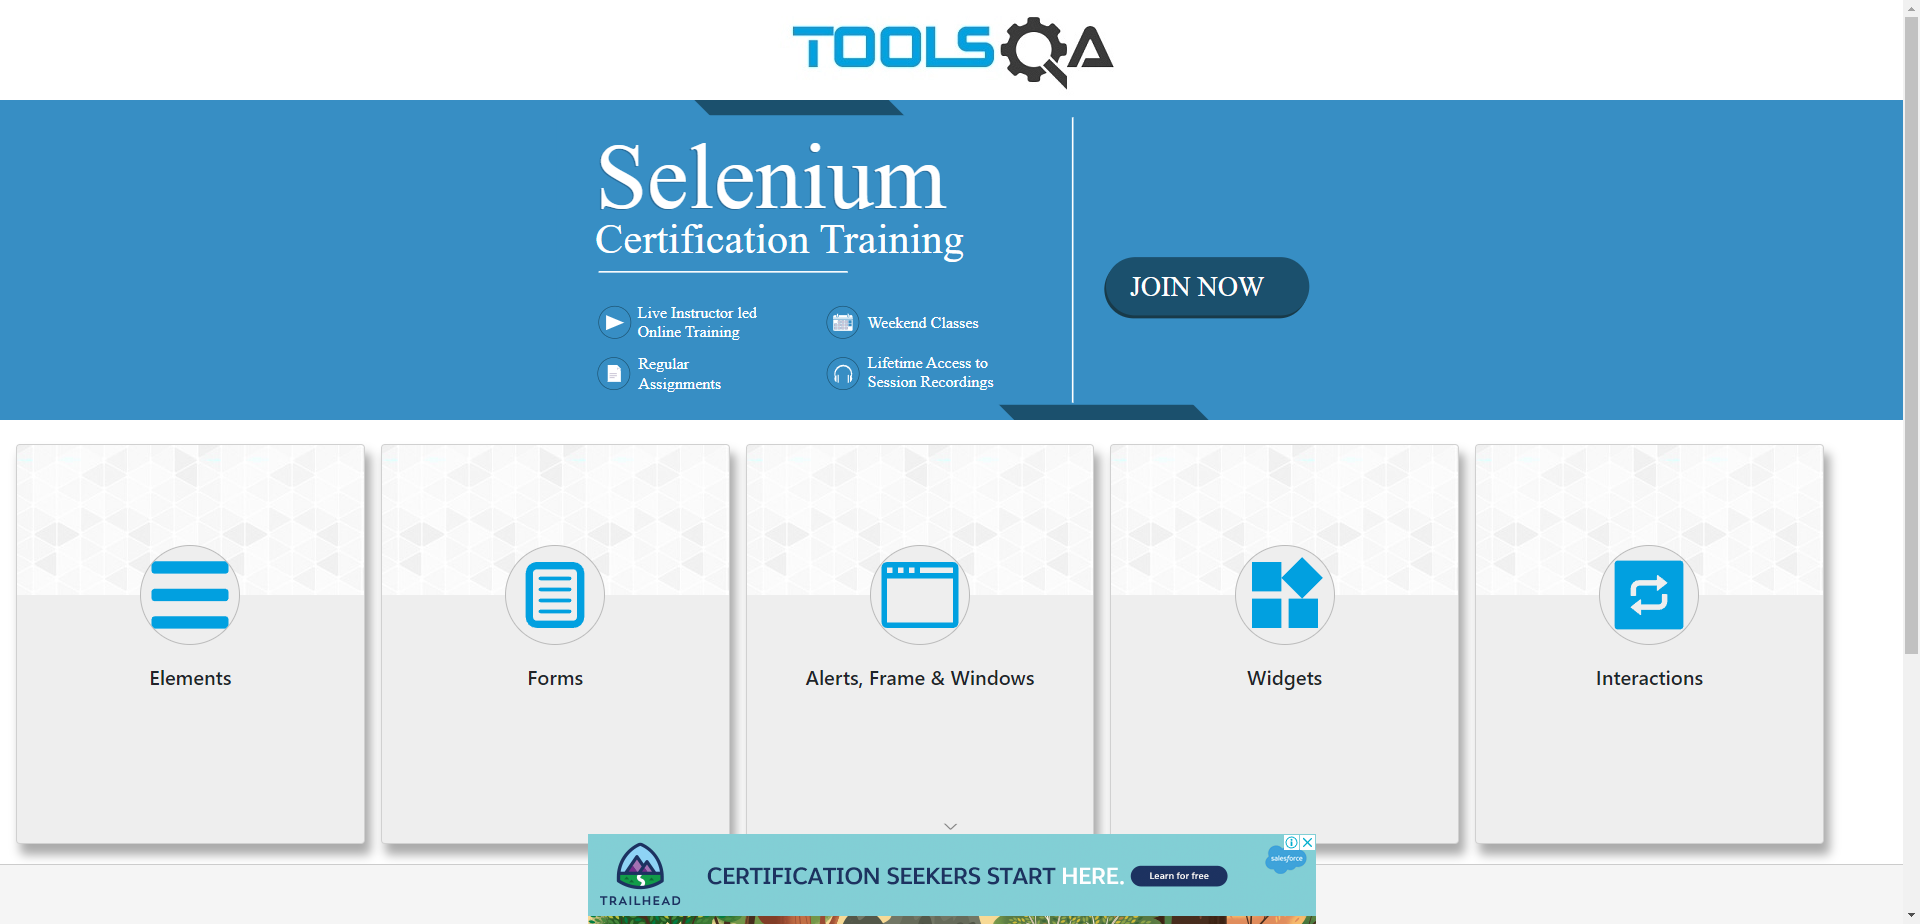 TOOLSQA
Selenium
Certification Training
JOIN NOW
Live Instructor led
Online Training
Weekend Classes
Regular
Assignments
Lifetime Access to
Session Recordings
Elements
Forms
Alerts, Frame & Windows
Widgets
Interactions
TRAILHEAD
CERTIFICATION SEEKERS START HERE.
Learn for free
salesforce